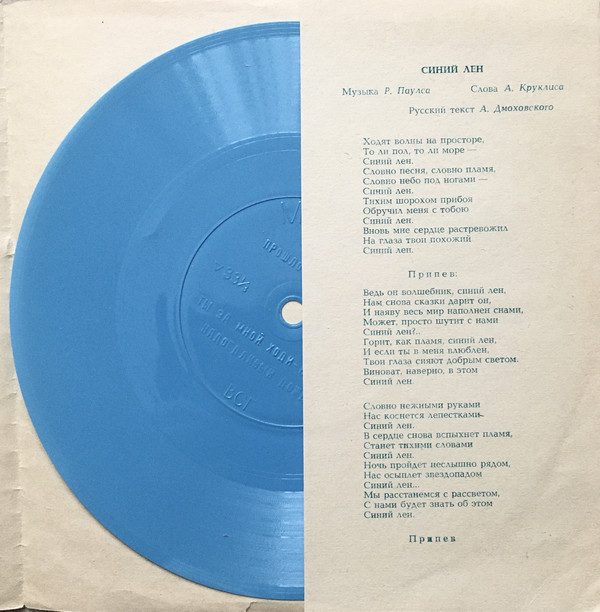 СИНИЙ ЛЕН
Музыка Р. Паулса Слова А. Круклиса
Русский текст А. Дмоховского
Ходят волны на просторе,
То ли пол, то ли море —
Синий лен.
Словно песня, словно пламя,
Словно небо под ногами —
Синий лен.
Тихим шорохом прибоя
Обручил меня с тобою
Синий лен.
Вновь мне сердце растревожил
На глаза твои похожий
Синий лен.
Припев:
Ведь он волшебник, синий лен,
Нам снова сказки дарит он,
И наяву весь мир наполнен снами,
Может, просто шутит с нами
Синий лен?..
Горит, как пламя, синий лен,
И если ты в меня влюблен,
Твои глаза сияют добрым светом.
Виноват, наверно, в этом
Синий лен.
Словно нежными руками
Нас коснется лепестками
Синий лен.
В сердце снова вспыхнет пламя,
Станет тихими словами
Синий лен.
Ночь пройдет неслышно рядом,
Нас осыплет звездопадом
Синий лен...
Мы расстанемся с рассветом,
С нами будет знать об этом
Синий лен.
Припев
33⅓
ТЫ ЗА МНОЙ ХОДИ